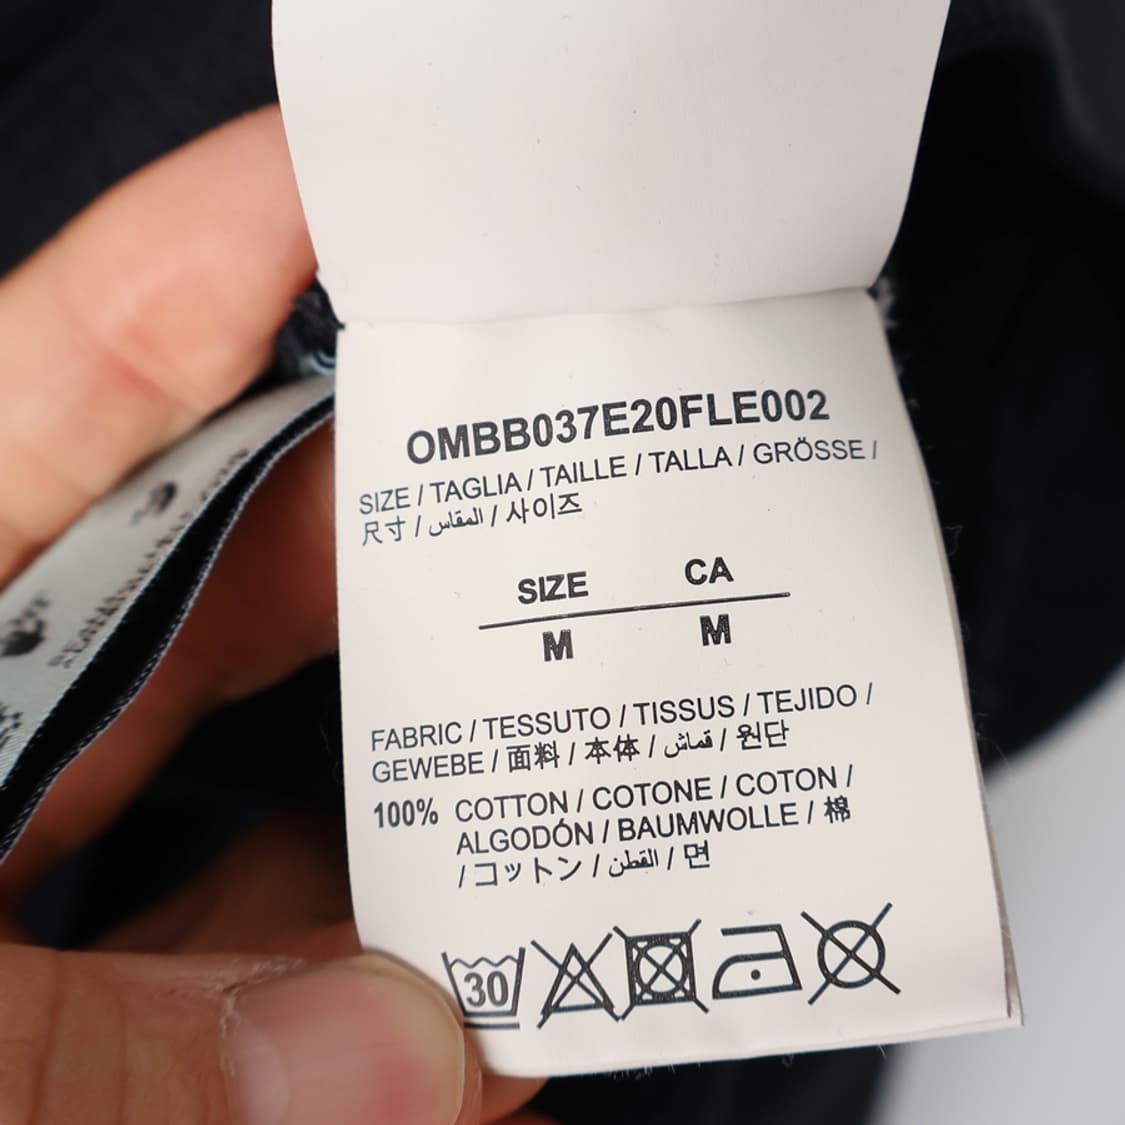 OMBB037E20FLE002
SIZE / TAGLIA / TAILLE / TALLA / GRÖSSE /
尺寸 / المقاس / 사이즈
SIZE CA
M M
FABRIC / TESSUTO / TISSUS / TEJIDO /
GEWEBE / 面料 / 本体 / قماش / 원단
100% COTTON / COTONE / COTON /
ALGODÓN / BAUMWOLLE / 棉
/ コットン / القطن / 면
30